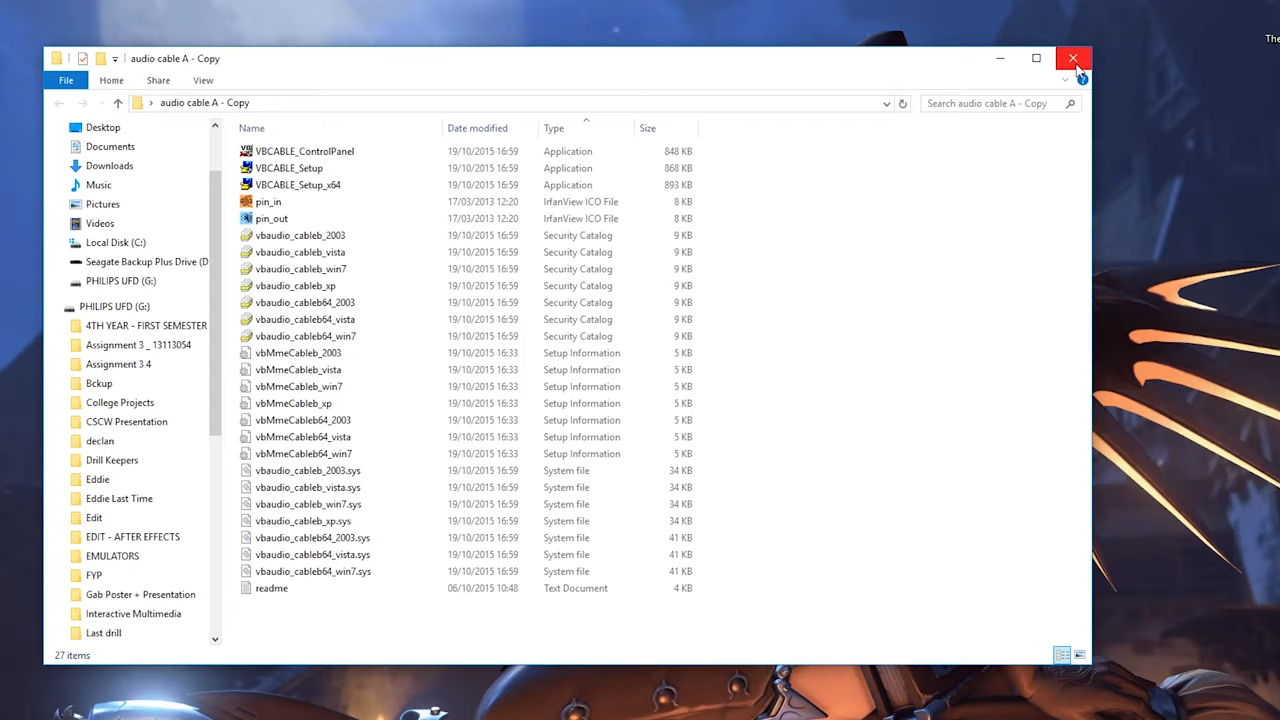 audio cable A - Copy
The
File Home Share View
audio cable A - Copy
Search audio cable A - Copy
Name Date modified Type Size
Desktop
Documents
Downloads
Music
Pictures
Videos
Local Disk (C:)
Seagate Backup Plus Drive (D
PHILIPS UFD (G:)
PHILIPS UFD (G:)
4TH YEAR - FIRST SEMESTER
Assignment 3 _ 13113054
Assignment 3 4
Bckup
College Projects
CSCW Presentation
declan
Drill Keepers
Eddie
Eddie Last Time
Edit
EDIT - AFTER EFFECTS
EMULATORS
FYP
Gab Poster + Presentation
Interactive Multimedia
Last drill
VBCABLE_ControlPanel 19/10/2015 16:59 Application 848 KB
VBCABLE_Setup 19/10/2015 16:59 Application 868 KB
VBCABLE_Setup_x64 19/10/2015 16:59 Application 893 KB
pin_in 17/03/2013 12:20 IrfanView ICO File 8 KB
pin_out 17/03/2013 12:20 IrfanView ICO File 8 KB
vbaudio_cableb_2003 19/10/2015 16:59 Security Catalog 9 KB
vbaudio_cableb_vista 19/10/2015 16:59 Security Catalog 9 KB
vbaudio_cableb_win7 19/10/2015 16:59 Security Catalog 9 KB
vbaudio_cableb_xp 19/10/2015 16:59 Security Catalog 9 KB
vbaudio_cableb64_2003 19/10/2015 16:59 Security Catalog 9 KB
vbaudio_cableb64_vista 19/10/2015 16:59 Security Catalog 9 KB
vbaudio_cableb64_win7 19/10/2015 16:59 Security Catalog 9 KB
vbMmeCableb_2003 19/10/2015 16:33 Setup Information 5 KB
vbMmeCableb_vista 19/10/2015 16:33 Setup Information 5 KB
vbMmeCableb_win7 19/10/2015 16:33 Setup Information 5 KB
vbMmeCableb_xp 19/10/2015 16:33 Setup Information 5 KB
vbMmeCableb64_2003 19/10/2015 16:33 Setup Information 5 KB
vbMmeCableb64_vista 19/10/2015 16:33 Setup Information 5 KB
vbMmeCableb64_win7 19/10/2015 16:33 Setup Information 5 KB
vbaudio_cableb_2003.sys 19/10/2015 16:59 System file 34 KB
vbaudio_cableb_vista.sys 19/10/2015 16:59 System file 34 KB
vbaudio_cableb_win7.sys 19/10/2015 16:59 System file 34 KB
vbaudio_cableb_xp.sys 19/10/2015 16:59 System file 34 KB
vbaudio_cableb64_2003.sys 19/10/2015 16:59 System file 41 KB
vbaudio_cableb64_vista.sys 19/10/2015 16:59 System file 41 KB
vbaudio_cableb64_win7.sys 19/10/2015 16:59 System file 41 KB
readme 06/10/2015 10:48 Text Document 4 KB
27 items